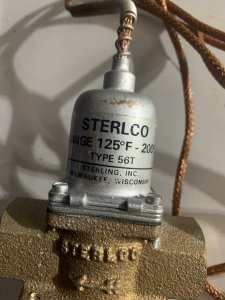 STERLCO
RANGE 125°F - 200
TYPE 56T
STERLING, INC.
MILWAUKEE, WISCONSIN
STERLCO